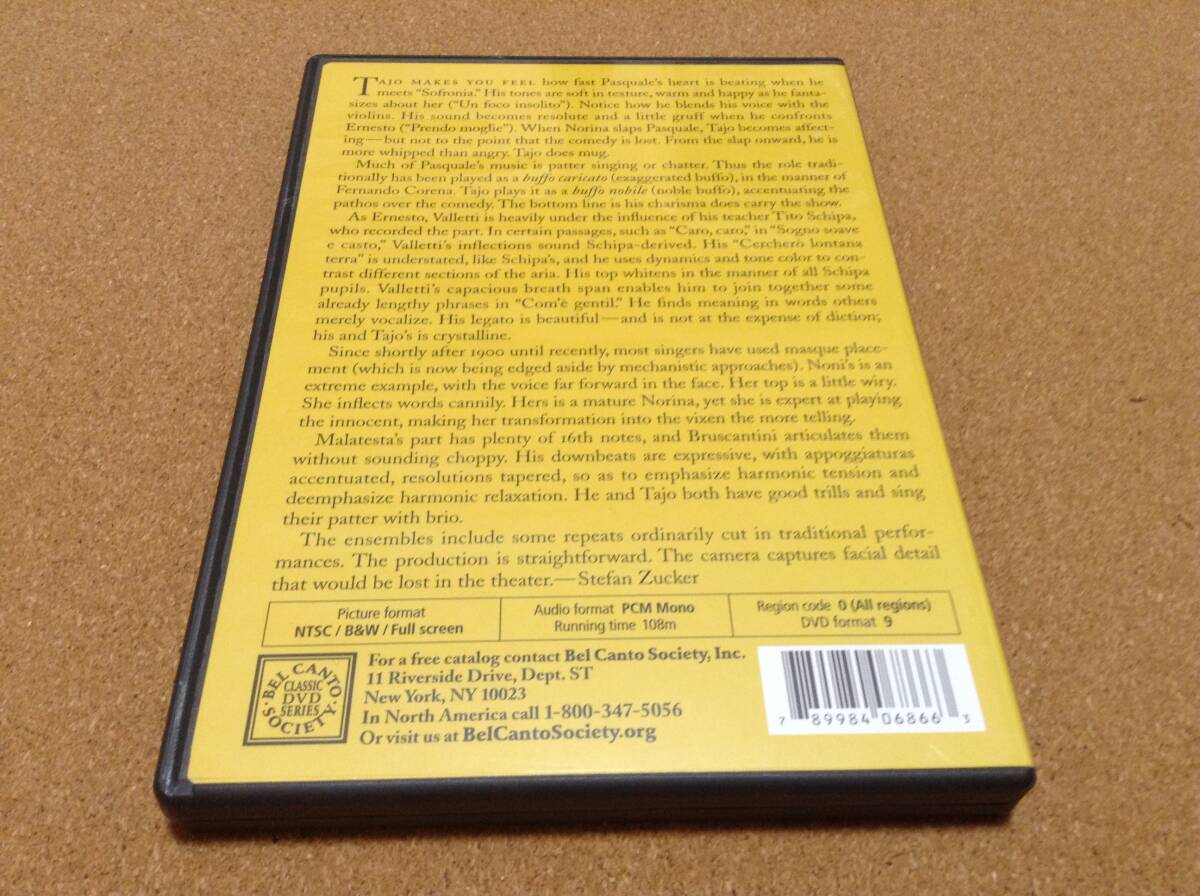 TAJO MAKES YOU FEEL how fast Pasquale's heart is beating when he
meets "Sofronia." His tones are soft in texture, warm and happy as he fanta-
sizes about her ("Un foco insolito"). Notice how he blends his voice with the
violins. His sound becomes resolute and a little gruff when he confronts
Ernesto ("Prendo moglie"). When Norina slaps Pasquale, Tajo becomes affect-
ing—but not to the point that the comedy is lost. From the slap onward, he is
more whipped than angry. Tajo does mug.
Much of Pasquale's music is patter singing or chatter. Thus the role tradi-
tionally has been played as a buffo caricato (exaggerated buffo), in the manner of
Fernando Corena. Tajo plays it as a buffo nobile (noble buffo), accentuating the
pathos over the comedy. The bottom line is his charisma does carry the show.
As Ernesto, Valletti is heavily under the influence of his teacher Tito Schipa,
who recorded the part. In certain passages, such as "Caro, caro," in "Sogno soave
e casto," Valletti's inflections sound Schipa-derived. His "Cercherò lontana
terra" is understated, like Schipa's, and he uses dynamics and tone color to con-
trast different sections of the aria. His top whitens in the manner of all Schipa
pupils. Valletti's capacious breath span enables him to join together some
already lengthy phrases in "Com'è gentil." He finds meaning in words others
merely vocalize. His legato is beautiful—and is not at the expense of diction;
his and Tajo's is crystalline.
Since shortly after 1900 until recently, most singers have used masque place-
ment (which is now being edged aside by mechanistic approaches). Noni's is an
extreme example, with the voice far forward in the face. Her top is a little wiry.
She inflects words cannily. Hers is a mature Norina, yet she is expert at playing
the innocent, making her transformation into the vixen the more telling.
Malatesta's part has plenty of 16th notes, and Bruscantini articulates them
without sounding choppy. His downbeats are expressive, with appoggiaturas
accentuated, resolutions tapered, so as to emphasize harmonic tension and
deemphasize harmonic relaxation. He and Tajo both have good trills and sing
their patter with brio.
The ensembles include some repeats ordinarily cut in traditional perfor-
mances. The production is straightforward. The camera captures facial detail
that would be lost in the theater.—Stefan Zucker
Picture format
NTSC / B&W / Full screen
Audio format PCM Mono
Running time 108m
Region code 0 (All regions)
DVD format 9
BEL CANTO
CLASSIC
DVD
SERIES
SOCIETY
For a free catalog contact Bel Canto Society, Inc.
11 Riverside Drive, Dept. ST
New York, NY 10023
In North America call 1-800-347-5056
Or visit us at BelCantoSociety.org
7 89984 06866 3